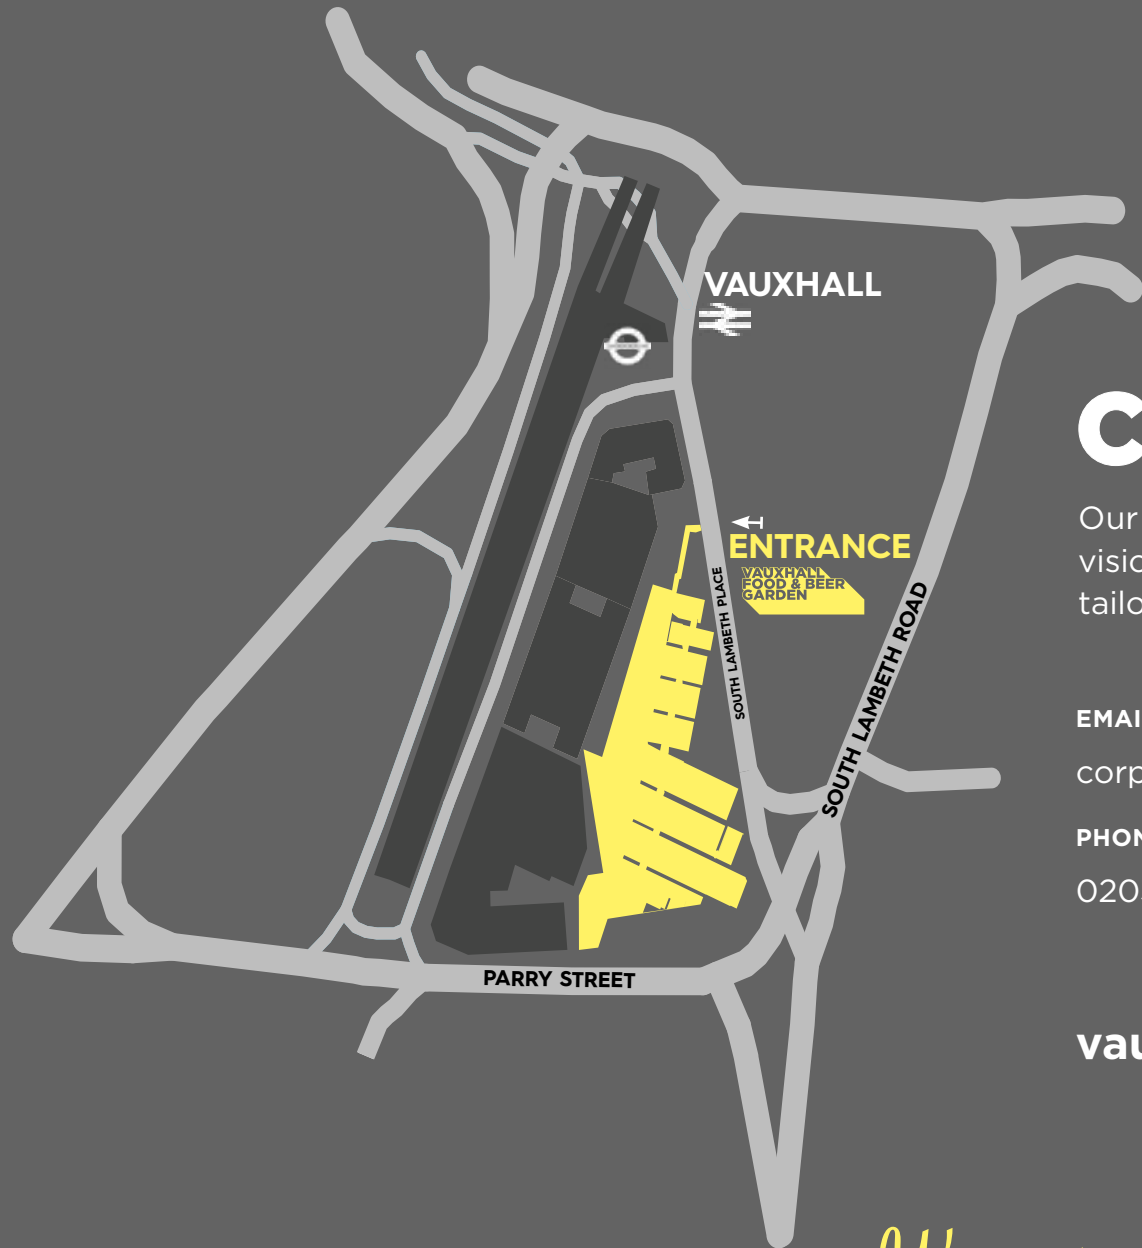 VAUXHALL
ENTRANCE
VAUXHALL
FOOD & BEER
GARDEN
SOUTH LAMBETH PLACE
SOUTH LAMBETH ROAD
PARRY STREET
C
Our
visio
tailo
EMAI
corp
PHON
020
vau